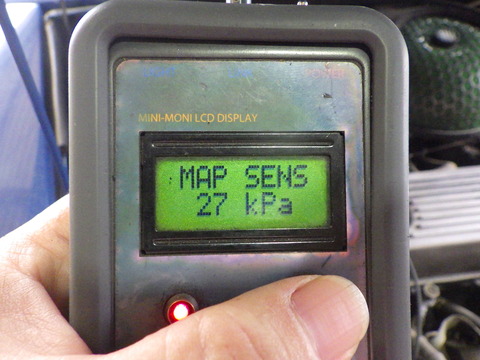 MINI-MONI LCD DISPLAY
MAP SENS
27 kPa